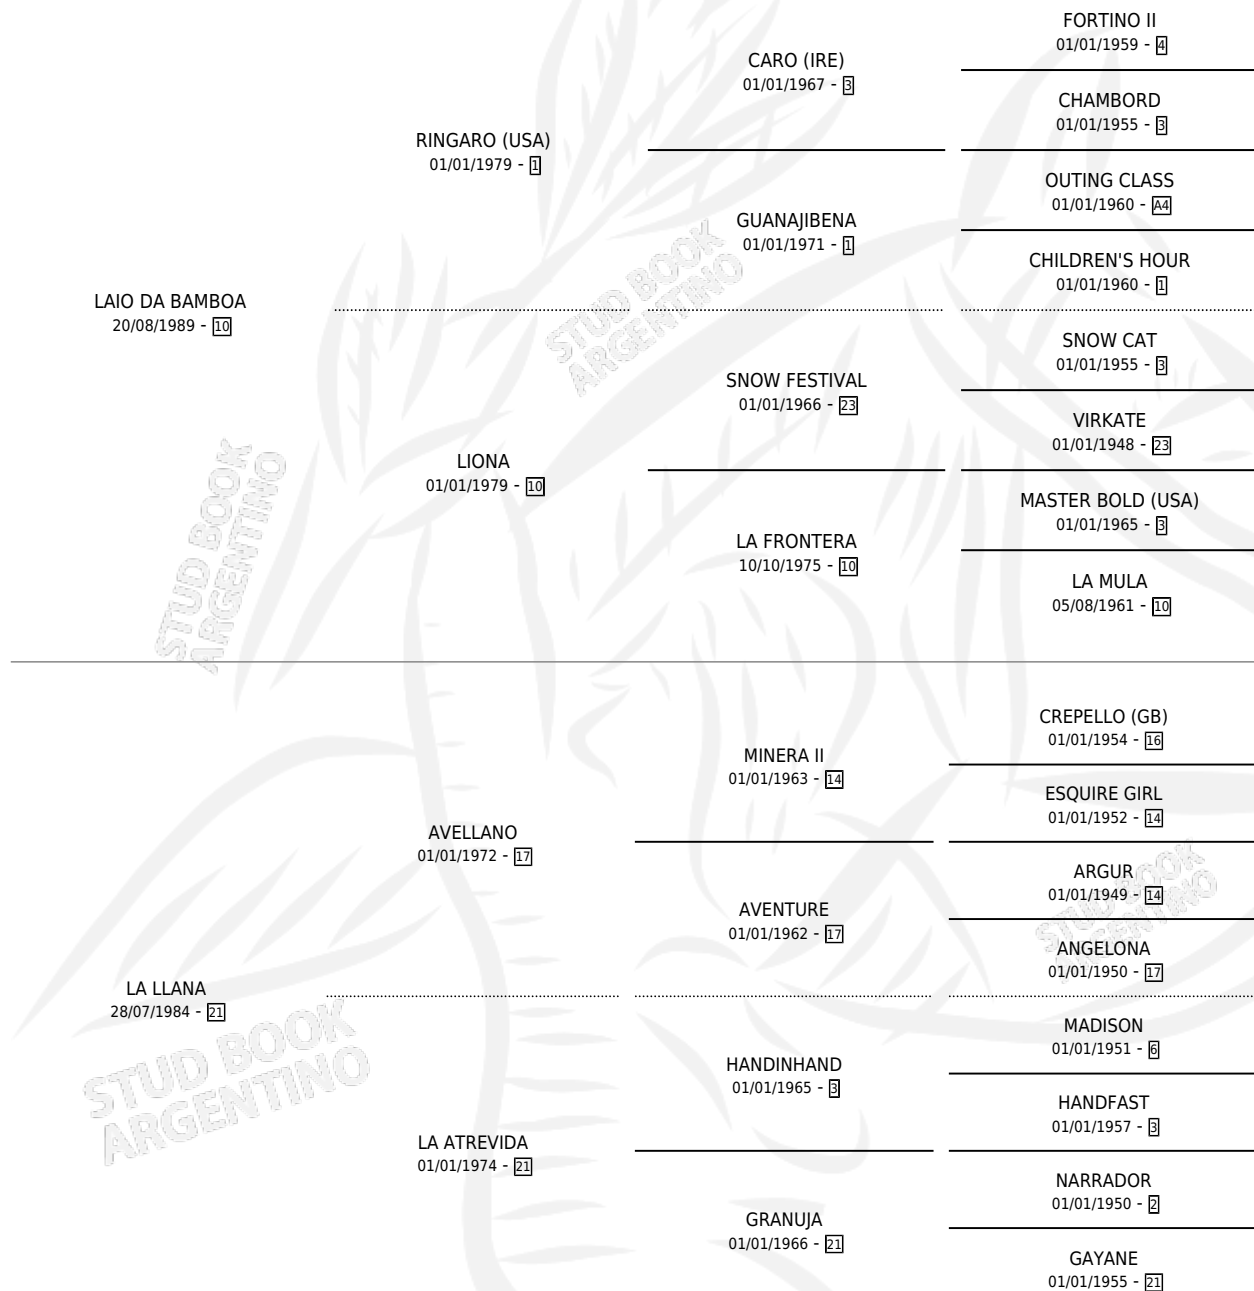 FORTINO II
01/01/1959 - 4
CARO (IRE)
01/01/1967 - 3
CHAMBORD
01/01/1955 - 3
RINGARO (USA)
01/01/1979 - 1
OUTING CLASS
01/01/1960 - A4
GUANAJIBENA
01/01/1971 - 1
CHILDREN'S HOUR
01/01/1960 - 1
LAIO DA BAMBOA
20/08/1989 - 10
SNOW CAT
01/01/1955 - 3
SNOW FESTIVAL
01/01/1966 - 23
VIRKATE
01/01/1948 - 23
LIONA
01/01/1979 - 10
MASTER BOLD (USA)
01/01/1965 - 3
LA FRONTERA
10/10/1975 - 10
LA MULA
05/08/1961 - 10
CREPELLO (GB)
01/01/1954 - 16
MINERA II
01/01/1963 - 14
ESQUIRE GIRL
01/01/1952 - 14
AVELLANO
01/01/1972 - 17
ARGUR
01/01/1949 - 14
AVENTURE
01/01/1962 - 17
ANGELONA
01/01/1950 - 17
LA LLANA
28/07/1984 - 21
MADISON
01/01/1951 - 6
HANDINHAND
01/01/1965 - 3
HANDFAST
01/01/1957 - 3
LA ATREVIDA
01/01/1974 - 21
NARRADOR
01/01/1950 - 2
GRANUJA
01/01/1966 - 21
GAYANE
01/01/1955 - 21
STUD BOOK
ARGENTINO
STUD BOOK
ARGENTINO
STUD BOOK
ARGENTINO
STUD BOOK
ARGENTINO